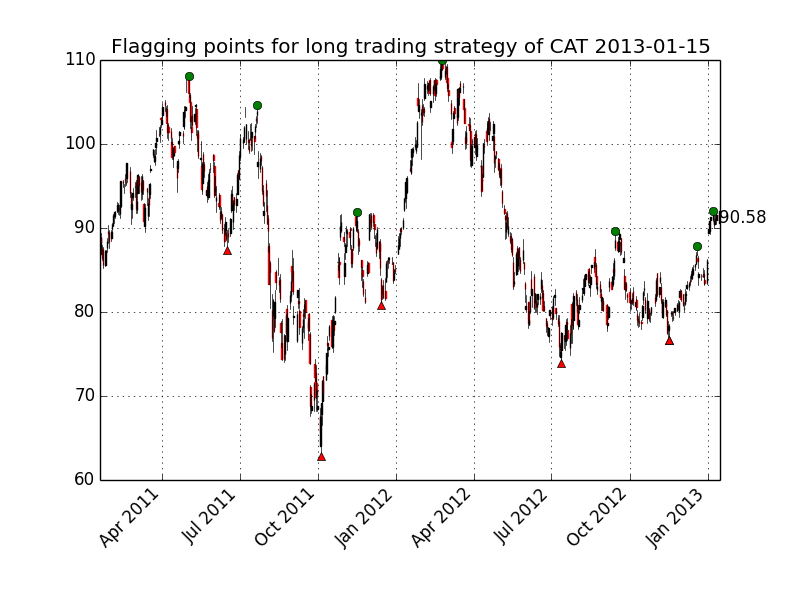 Flagging points for long trading strategy of CAT 2013-01-15
110
100
90
80
70
60
90.58
Apr 2011
Jul 2011
Oct 2011
Jan 2012
Apr 2012
Jul 2012
Oct 2012
Jan 2013